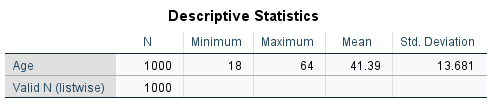 Descriptive Statistics
N Minimum Maximum Mean Std. Deviation
Age 1000 18 64 41.39 13.681
Valid N (listwise) 1000